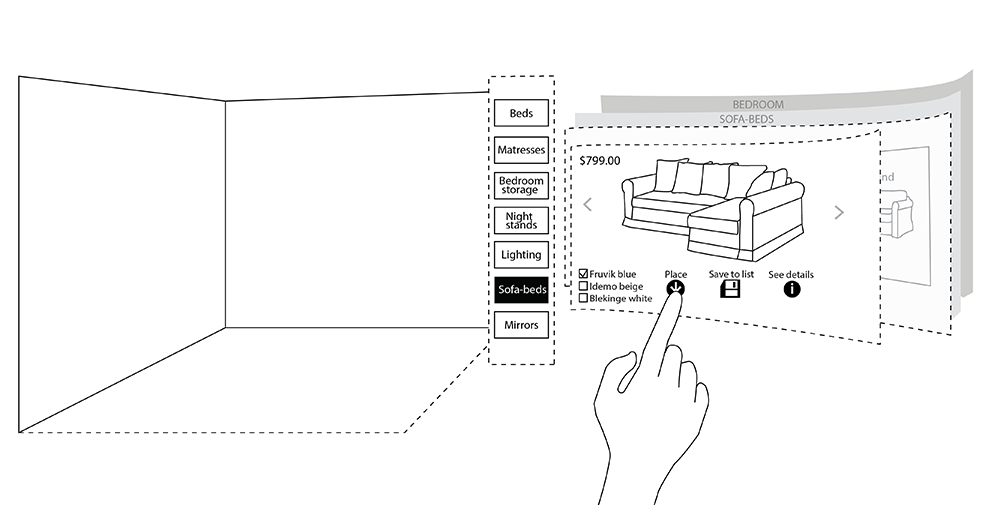 Beds
Matresses
Bedroom
storage
Night
stands
Lighting
Sofa-beds
Mirrors
BEDROOM
SOFA-BEDS
$799.00
nd
Fruvik blue
Idemo beige
Blekinge white
Place
Save to list
See details